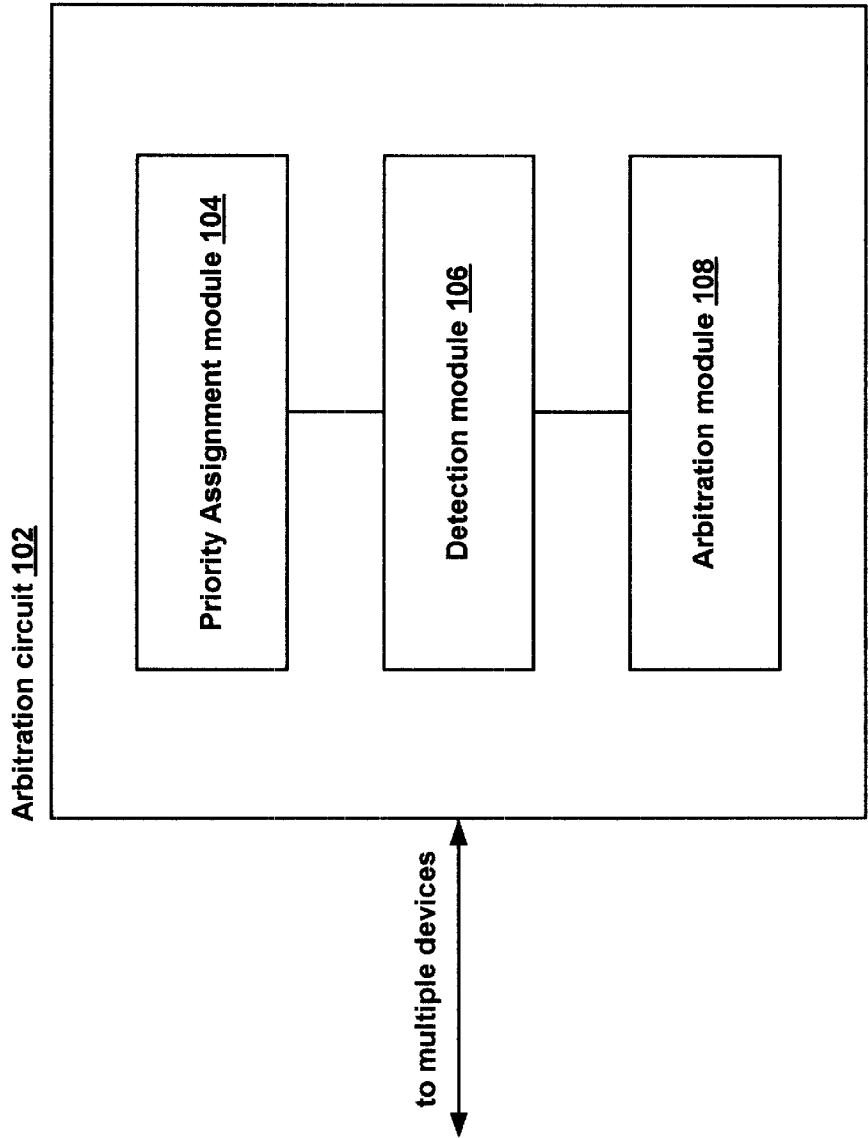 Arbitration circuit 102
Priority Assignment module 104
Detection module 106
Arbitration module 108
to multiple devices